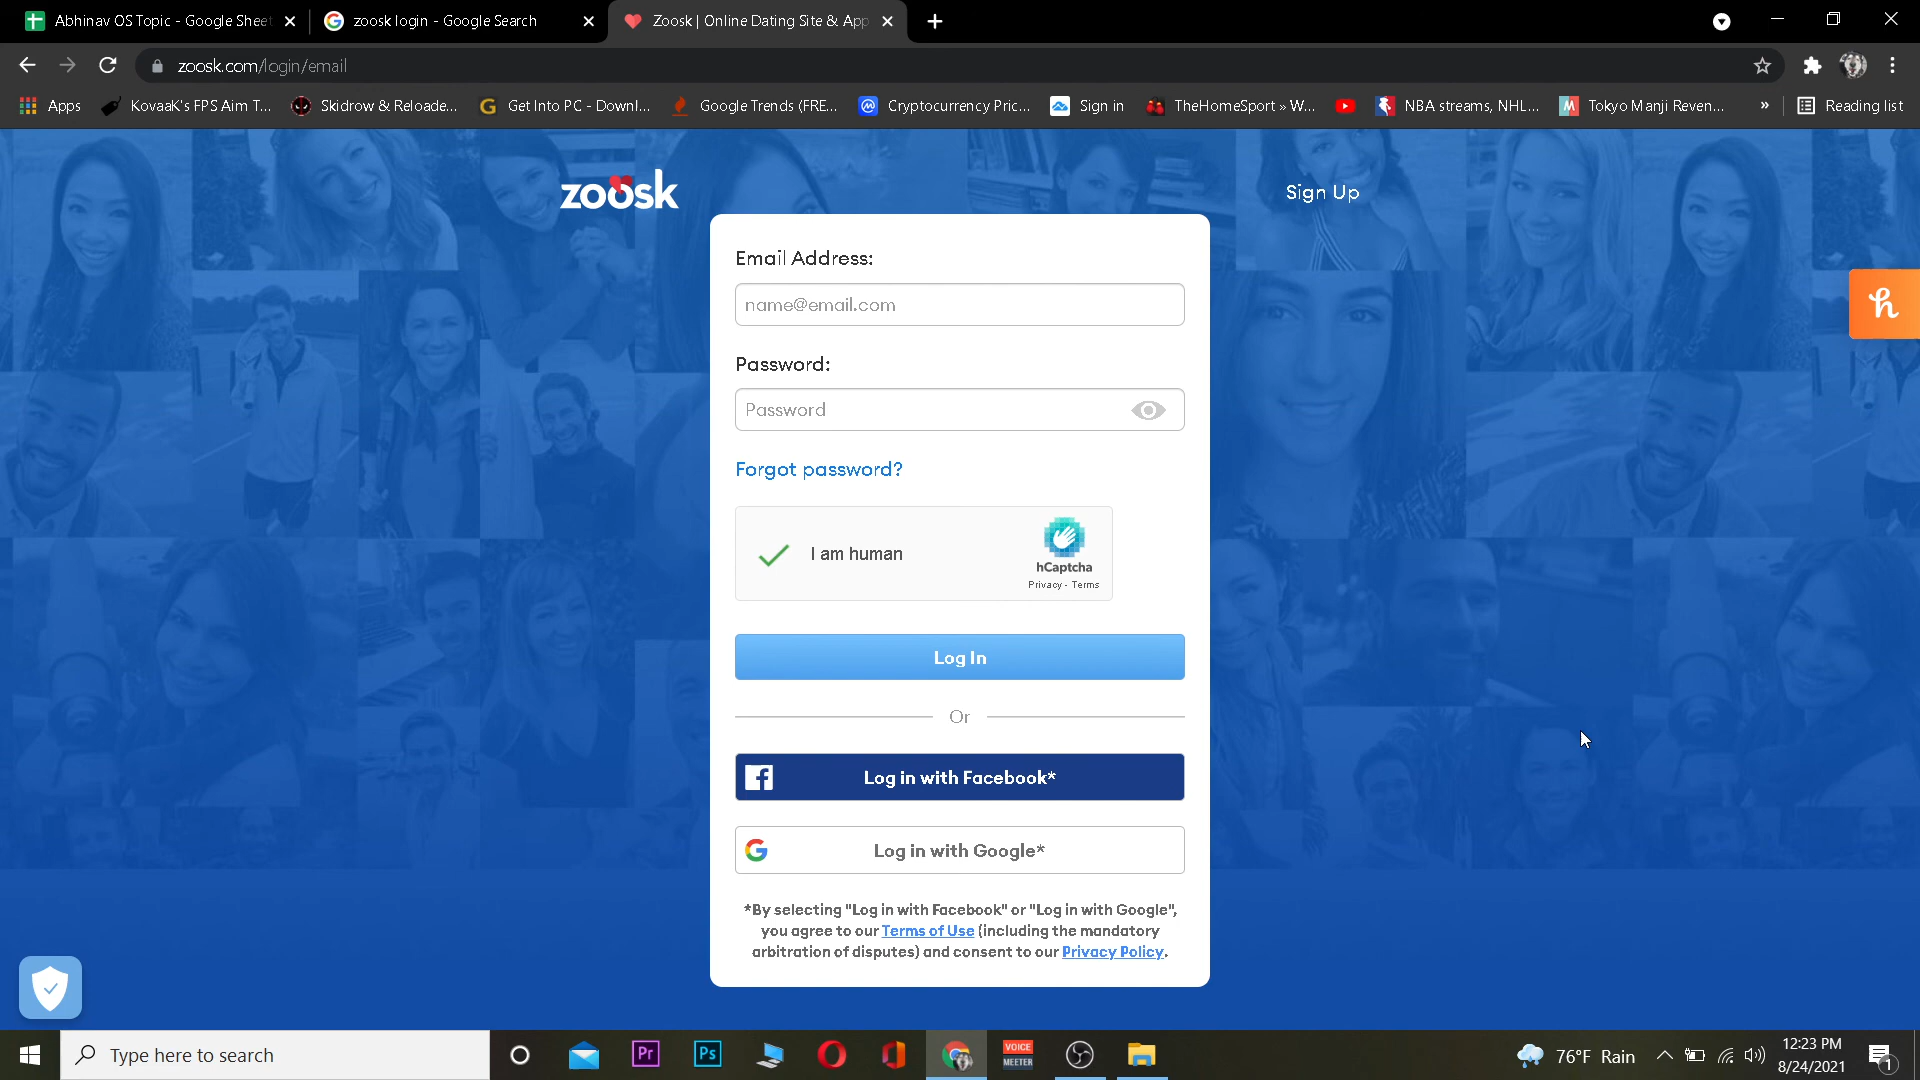 Abhinav OS Topic - Google Sheet
zoosk login - Google Search
Zoosk | Online Dating Site & App
zoosk.com/login/email
Apps
KovaaK's FPS Aim T...
Skidrow & Reloade...
Get Into PC - Downl...
Google Trends (FRE...
Cryptocurrency Pric...
Sign in
TheHomeSport » W...
NBA streams, NHL...
Tokyo Manji Reven...
»
Reading list
zoosk
Sign Up
Email Address:
name@email.com
h
Password:
Password
Forgot password?
I am human
hCaptcha
Privacy - Terms
Log In
Or
Log in with Facebook*
Log in with Google*
*By selecting "Log in with Facebook" or "Log in with Google",
you agree to our Terms of Use (including the mandatory
arbitration of disputes) and consent to our Privacy Policy.
Type here to search
Pr
Ps
VOICE
MEETER
76°F Rain
12:23 PM
8/24/2021
1